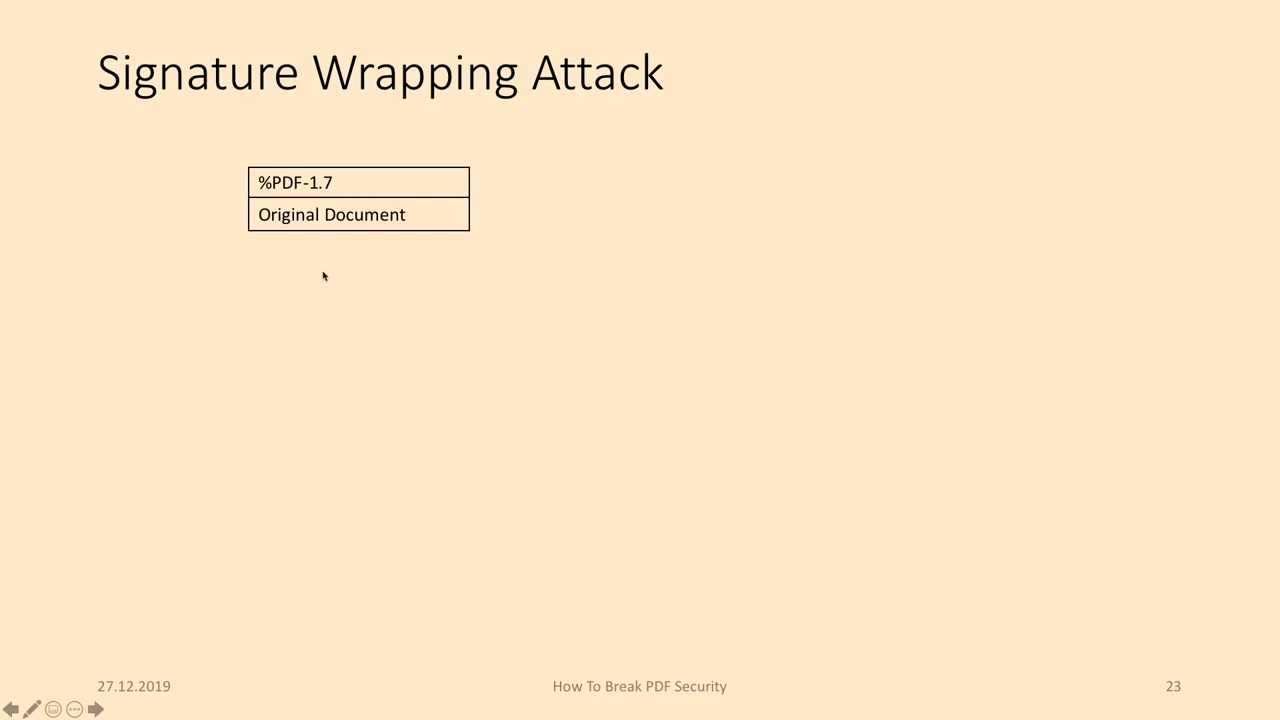 Signature Wrapping Attack
%PDF-1.7
Original Document
27.12.2019
How To Break PDF Security
23